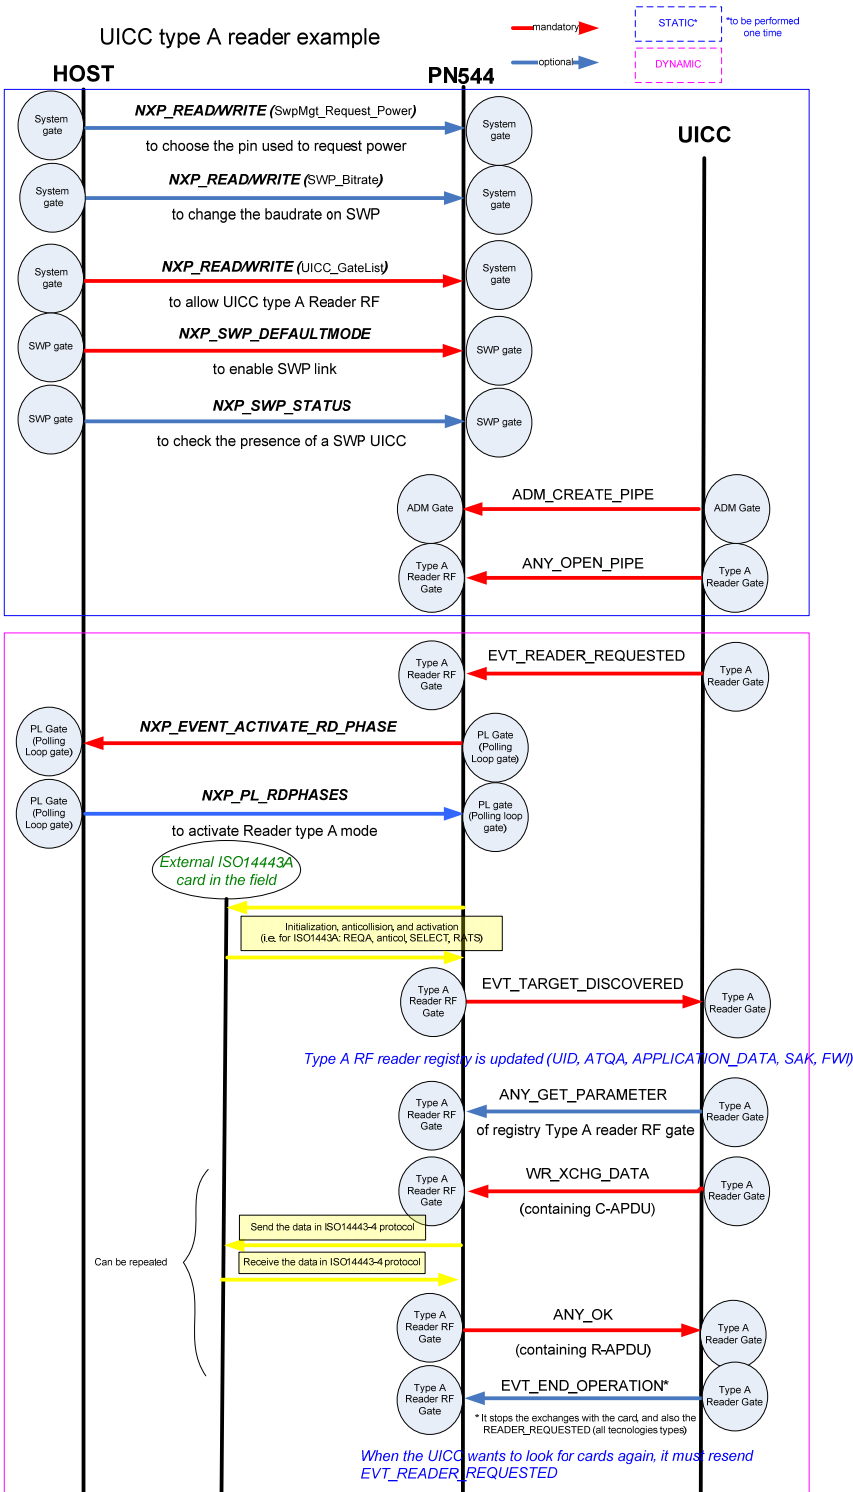 UICC type A reader example
mandatory
optional
STATIC*
*to be performed
one time
DYNAMIC
HOST
PN544
UICC
System
gate
NXP_READ/WRITE (SwpMgt_Request_Power)
to choose the pin used to request power
System
gate
System
gate
NXP_READ/WRITE (SWP_Bitrate)
to change the baudrate on SWP
System
gate
System
gate
NXP_READ/WRITE (UICC_GateList)
to allow UICC type A Reader RF
System
gate
SWP gate
NXP_SWP_DEFAULTMODE
to enable SWP link
SWP gate
SWP gate
NXP_SWP_STATUS
to check the presence of a SWP UICC
SWP gate
ADM Gate
ADM_CREATE_PIPE
ADM Gate
Type A
Reader RF
Gate
ANY_OPEN_PIPE
Type A
Reader Gate
Type A
Reader RF
Gate
EVT_READER_REQUESTED
Type A
Reader Gate
PL Gate
(Polling
Loop gate)
NXP_EVENT_ACTIVATE_RD_PHASE
PL Gate
(Polling
Loop gate)
PL Gate
(Polling
Loop gate)
NXP_PL_RDPHASES
to activate Reader type A mode
PL gate
(Polling loop
gate)
External ISO14443A
card in the field
Initialization, anticollision, and activation
(i.e. for ISO1443A: REQA, anticol, SELECT, RATS)
Type A
Reader RF
Gate
EVT_TARGET_DISCOVERED
Type A
Reader Gate
Type A RF reader registry is updated (UID, ATQA, APPLICATION_DATA, SAK, FWI)
Type A
Reader RF
Gate
ANY_GET_PARAMETER
of registry Type A reader RF gate
Type A
Reader Gate
Type A
Reader RF
Gate
WR_XCHG_DATA
(containing C-APDU)
Type A
Reader Gate
Send the data in ISO14443-4 protocol
Can be repeated
Receive the data in ISO14443-4 protocol
Type A
Reader RF
Gate
ANY_OK
(containing R-APDU)
Type A
Reader Gate
Type A
Reader RF
Gate
EVT_END_OPERATION*
Type A
Reader Gate
* It stops the exchanges with the card, and also the
READER_REQUESTED (all tecnologies types)
When the UICC wants to look for cards again, it must resend
EVT_READER_REQUESTED